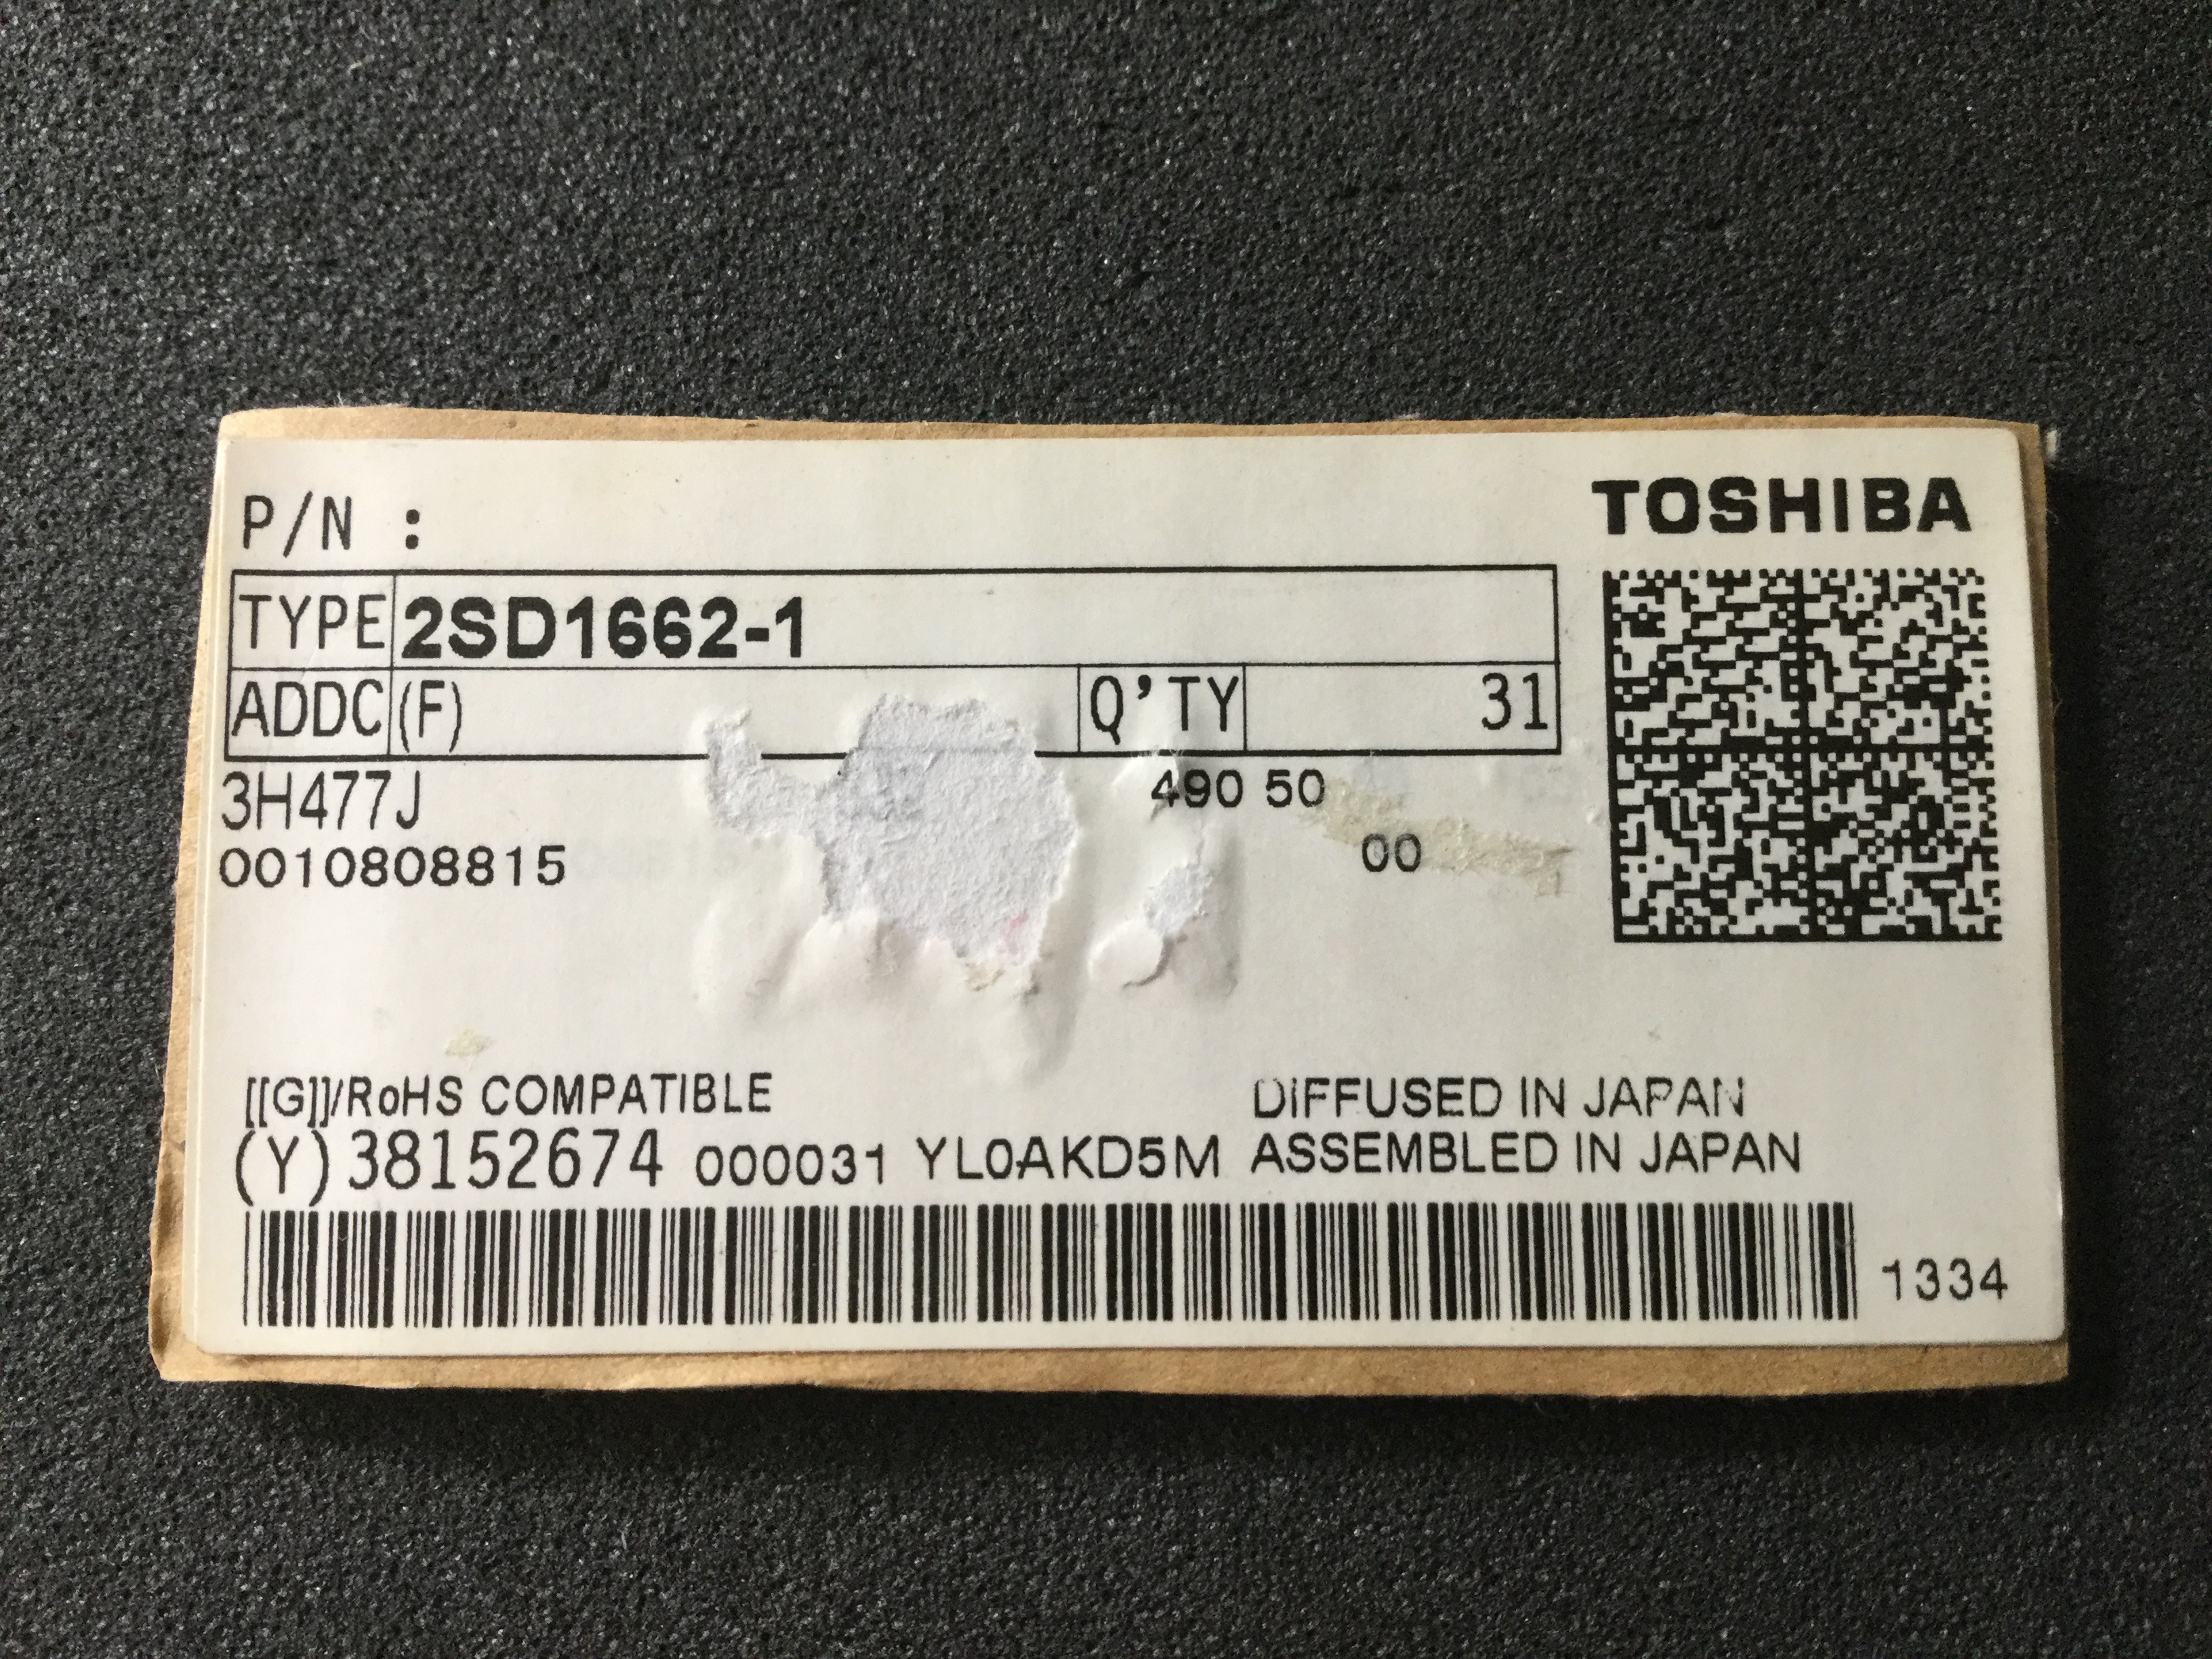 P/N :
TOSHIBA
TYPE 2SD1662-1
ADDC (F) Q'TY 31
3H477J 490 50
0010808815 00
[[G]]/RoHS COMPATIBLE DIFFUSED IN JAPAN
(Y)38152674 000031 YL0AKD5M ASSEMBLED IN JAPAN
1334